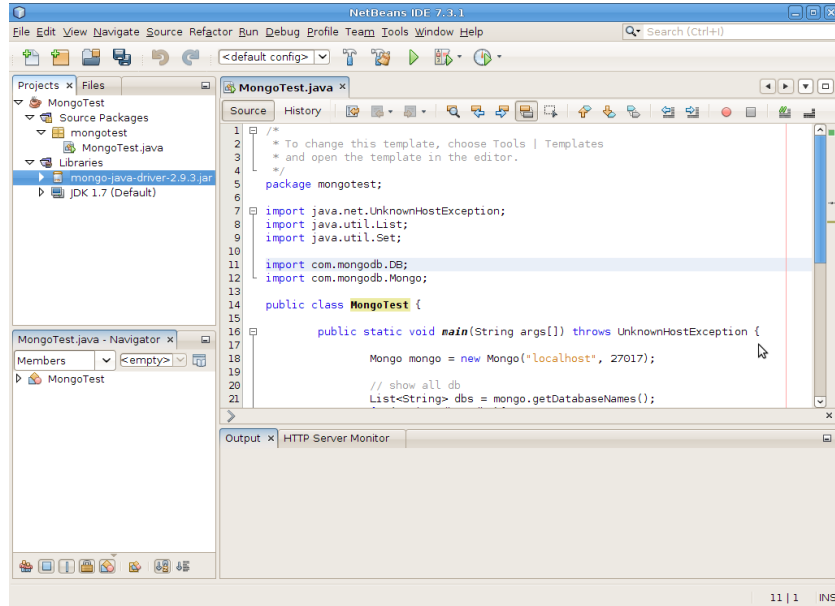 NetBeans IDE 7.3.1
File Edit View Navigate Source Refactor Run Debug Profile Team Tools Window Help
Search (Ctrl+I)
<default config>
Projects × Files
MongoTest
Source Packages
mongotest
MongoTest.java
Libraries
mongo-java-driver-2.9.3.jar
JDK 1.7 (Default)
MongoTest.java ×
Source History
1 /*
2 * To change this template, choose Tools | Templates
3 * and open the template in the editor.
4 */
5 package mongotest;
6
7 import java.net.UnknownHostException;
8 import java.util.List;
9 import java.util.Set;
10
11 import com.mongodb.DB;
12 import com.mongodb.Mongo;
13
14 public class MongoTest {
15
16 public static void main(String args[]) throws UnknownHostException {
17
18 Mongo mongo = new Mongo("localhost", 27017);
19
20 // show all db
21 List<String> dbs = mongo.getDatabaseNames();
MongoTest.java - Navigator ×
Members <empty>
MongoTest
Output × HTTP Server Monitor
11 | 1 INS